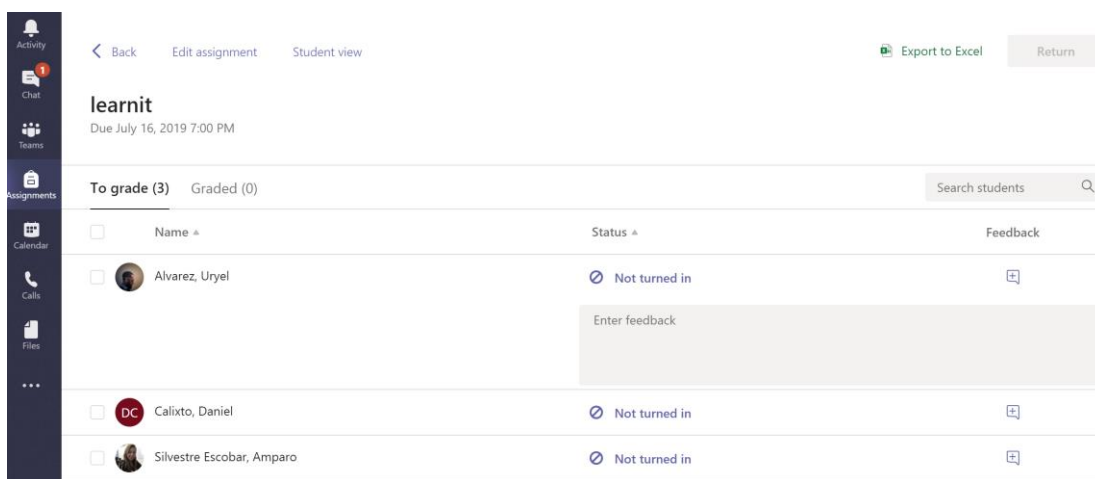 Activity
Back Edit assignment Student view Export to Excel Return
1
Chat
learnit
Due July 16, 2019 7:00 PM
Teams
Assignments
To grade (3) Graded (0) Search students
Calendar
Name Status Feedback
Calls
Alvarez, Uryel Not turned in
Files
Enter feedback
DC Calixto, Daniel Not turned in
Silvestre Escobar, Amparo Not turned in